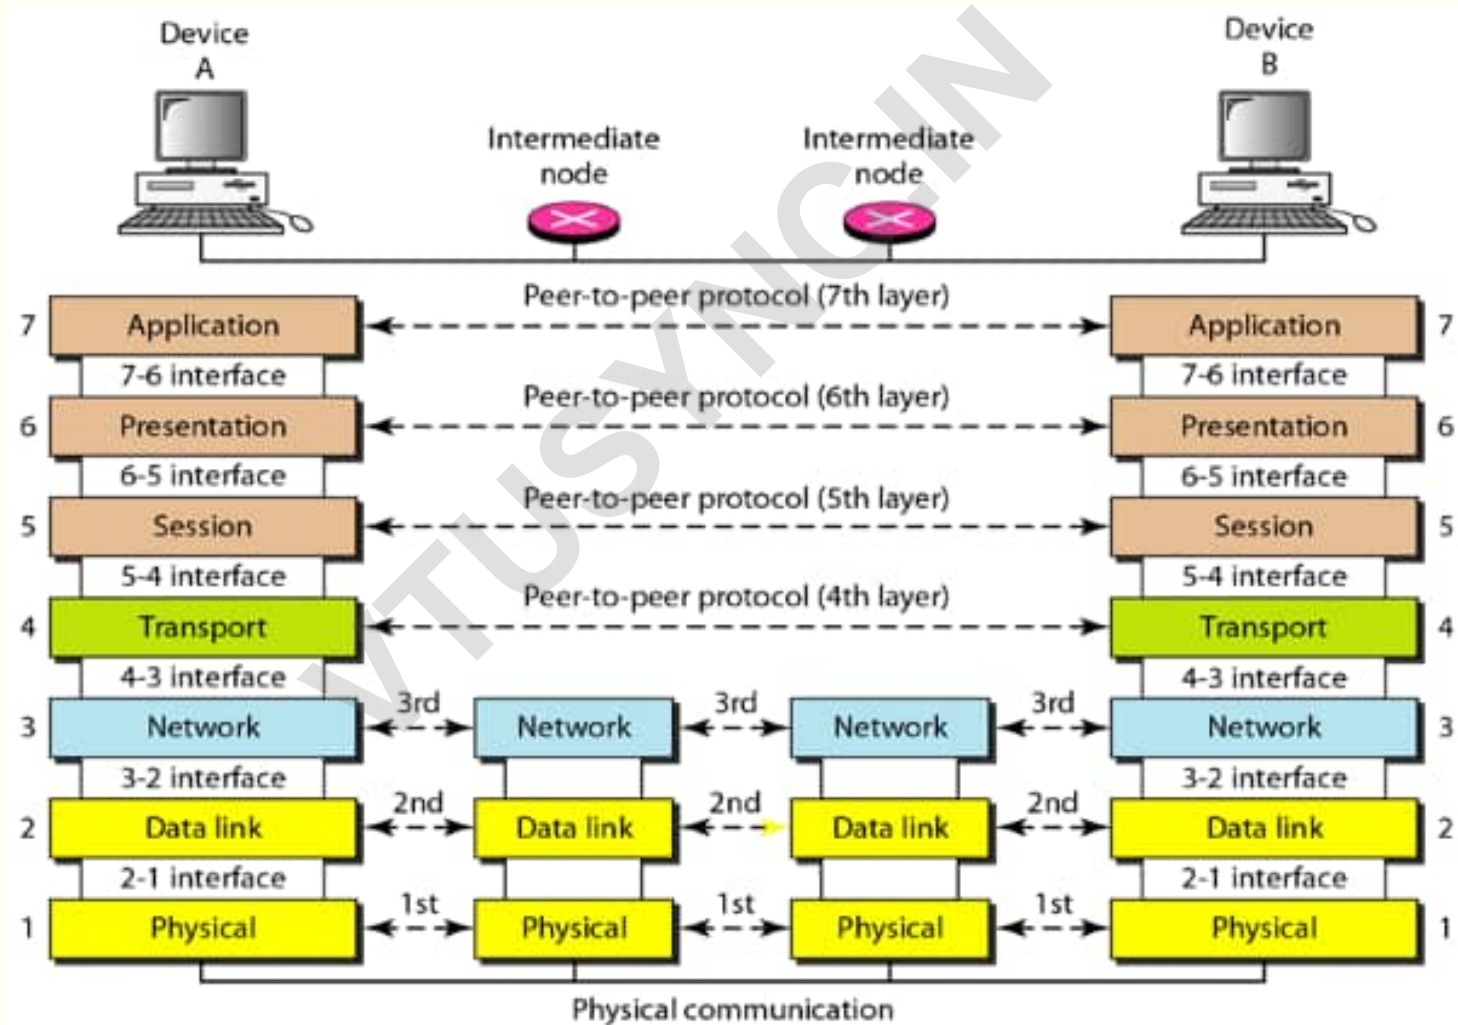 Device
A
Device
B
Intermediate
node
Intermediate
node
Peer-to-peer protocol (7th layer)
7 Application Application 7
7-6 interface 7-6 interface
Peer-to-peer protocol (6th layer)
6 Presentation Presentation 6
6-5 interface 6-5 interface
Peer-to-peer protocol (5th layer)
5 Session Session 5
5-4 interface 5-4 interface
Peer-to-peer protocol (4th layer)
4 Transport Transport 4
4-3 interface 4-3 interface
3rd 3rd 3rd
3 Network Network Network Network 3
3-2 interface 3-2 interface
2nd 2nd 2nd
2 Data link Data link Data link Data link 2
2-1 interface 2-1 interface
1st 1st 1st
1 Physical Physical Physical Physical 1
Physical communication
VTUSYNC.IN